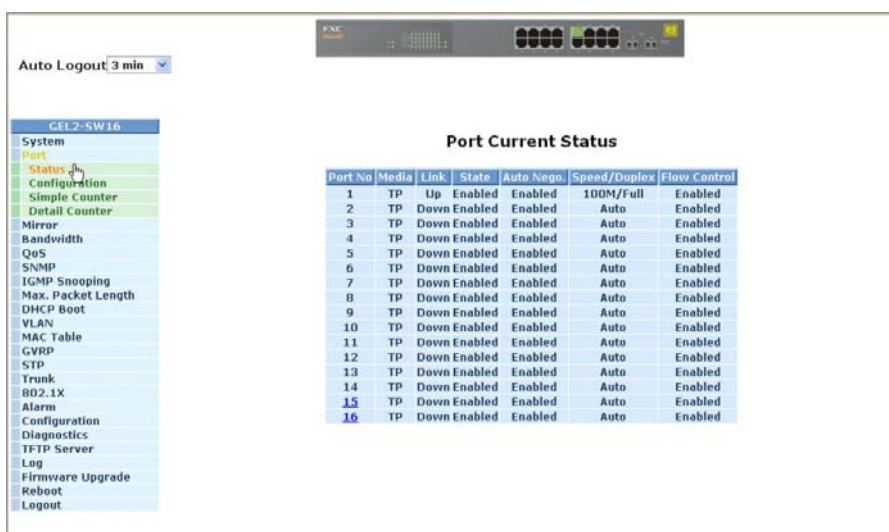 FXC
Auto Logout 3 min
GEL2-SW16
System
Port
Status
Configuration
Simple Counter
Detail Counter
Mirror
Bandwidth
QoS
SNMP
IGMP Snooping
Max. Packet Length
DHCP Boot
VLAN
MAC Table
GVRP
STP
Trunk
802.1X
Alarm
Configuration
Diagnostics
TFTP Server
Log
Firmware Upgrade
Reboot
Logout
Port Current Status
Port No Media Link State Auto Nego. Speed/Duplex Flow Control
1 TP Up Enabled Enabled 100M/Full Enabled
2 TP Down Enabled Enabled Auto Enabled
3 TP Down Enabled Enabled Auto Enabled
4 TP Down Enabled Enabled Auto Enabled
5 TP Down Enabled Enabled Auto Enabled
6 TP Down Enabled Enabled Auto Enabled
7 TP Down Enabled Enabled Auto Enabled
8 TP Down Enabled Enabled Auto Enabled
9 TP Down Enabled Enabled Auto Enabled
10 TP Down Enabled Enabled Auto Enabled
11 TP Down Enabled Enabled Auto Enabled
12 TP Down Enabled Enabled Auto Enabled
13 TP Down Enabled Enabled Auto Enabled
14 TP Down Enabled Enabled Auto Enabled
15 TP Down Enabled Enabled Auto Enabled
16 TP Down Enabled Enabled Auto Enabled